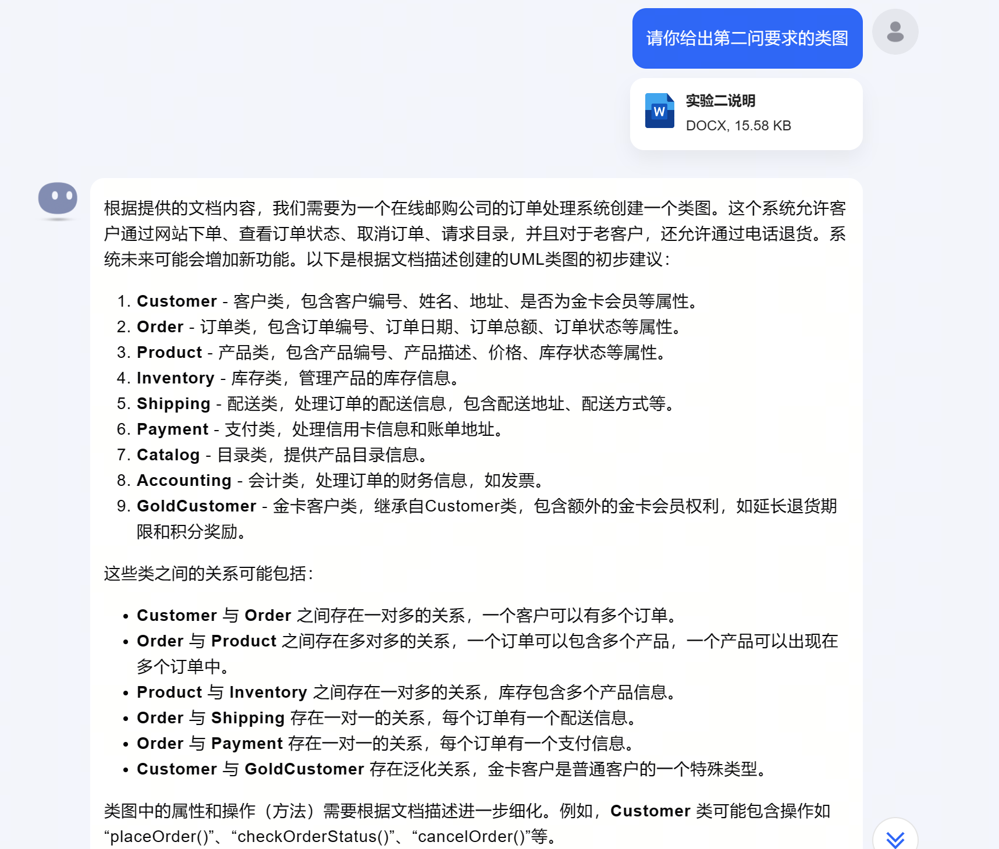 请你给出第二问要求的类图
W
实验二说明
DOCX, 15.58 KB
根据提供的文档内容，我们需要为一个在线邮购公司的订单处理系统创建一个类图。这个系统允许客
户通过网站下单、查看订单状态、取消订单、请求目录，并且对于老客户，还允许通过电话退货。系
统未来可能会增加新功能。以下是根据文档描述创建的UML类图的初步建议：
1. Customer - 客户类，包含客户编号、姓名、地址、是否为金卡会员等属性。
2. Order - 订单类，包含订单编号、订单日期、订单总额、订单状态等属性。
3. Product - 产品类，包含产品编号、产品描述、价格、库存状态等属性。
4. Inventory - 库存类，管理产品的库存信息。
5. Shipping - 配送类，处理订单的配送信息，包含配送地址、配送方式等。
6. Payment - 支付类，处理信用卡信息和账单地址。
7. Catalog - 目录类，提供产品目录信息。
8. Accounting - 会计类，处理订单的财务信息，如发票。
9. GoldCustomer - 金卡客户类，继承自Customer类，包含额外的金卡会员权利，如延长退货期
限和积分奖励。
这些类之间的关系可能包括：
• Customer 与 Order 之间存在一对多的关系，一个客户可以有多个订单。
• Order 与 Product 之间存在多对多的关系，一个订单可以包含多个产品，一个产品可以出现在
多个订单中。
• Product 与 Inventory 之间存在一对多的关系，库存包含多个产品信息。
• Order 与 Shipping 存在一对一的关系，每个订单有一个配送信息。
• Order 与 Payment 存在一对一的关系，每个订单有一个支付信息。
• Customer 与 GoldCustomer 存在泛化关系，金卡客户是普通客户的一个特殊类型。
类图中的属性和操作（方法）需要根据文档描述进一步细化。例如，Customer 类可能包含操作如
“placeOrder()”、“checkOrderStatus()”、“cancelOrder()”等。